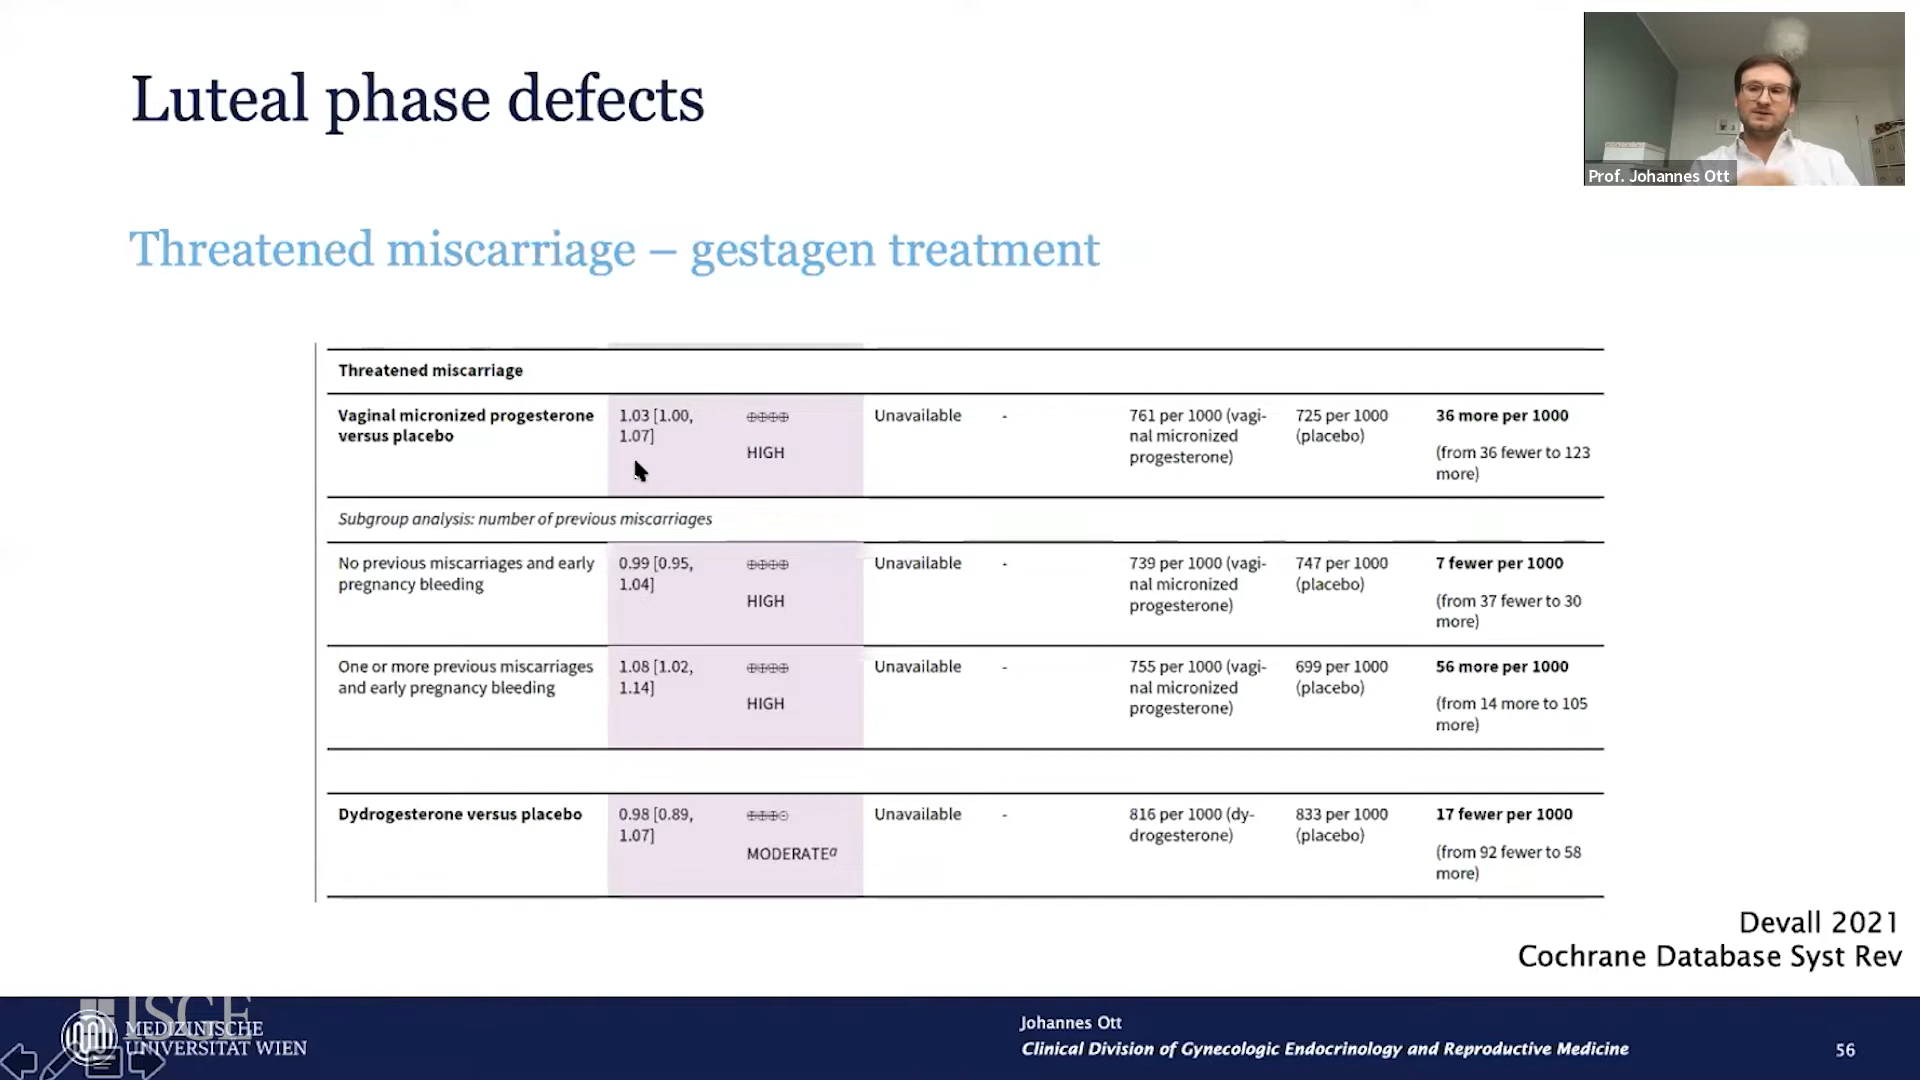 Luteal phase defects
Prof. Johannes Ott
Threatened miscarriage – gestagen treatment
Threatened miscarriage
Vaginal micronized progesterone
versus placebo
1.03 [1.00,
1.07]
⊕⊕⊕⊕
HIGH
Unavailable
-
761 per 1000 (vagi-
nal micronized
progesterone)
725 per 1000
(placebo)
36 more per 1000
(from 36 fewer to 123
more)
Subgroup analysis: number of previous miscarriages
No previous miscarriages and early
pregnancy bleeding
0.99 [0.95,
1.04]
⊕⊕⊕⊕
HIGH
Unavailable
-
739 per 1000 (vagi-
nal micronized
progesterone)
747 per 1000
(placebo)
7 fewer per 1000
(from 37 fewer to 30
more)
One or more previous miscarriages
and early pregnancy bleeding
1.08 [1.02,
1.14]
⊕⊕⊕⊕
HIGH
Unavailable
-
755 per 1000 (vagi-
nal micronized
progesterone)
699 per 1000
(placebo)
56 more per 1000
(from 14 more to 105
more)
Dydrogesterone versus placebo
0.98 [0.89,
1.07]
⊕⊕⊕⊝
MODERATEa
Unavailable
-
816 per 1000 (dy-
drogesterone)
833 per 1000
(placebo)
17 fewer per 1000
(from 92 fewer to 58
more)
Devall 2021
Cochrane Database Syst Rev
ISGE
MEDIZINISCHE
UNIVERSITÄT WIEN
Johannes Ott
Clinical Division of Gynecologic Endocrinology and Reproductive Medicine
56